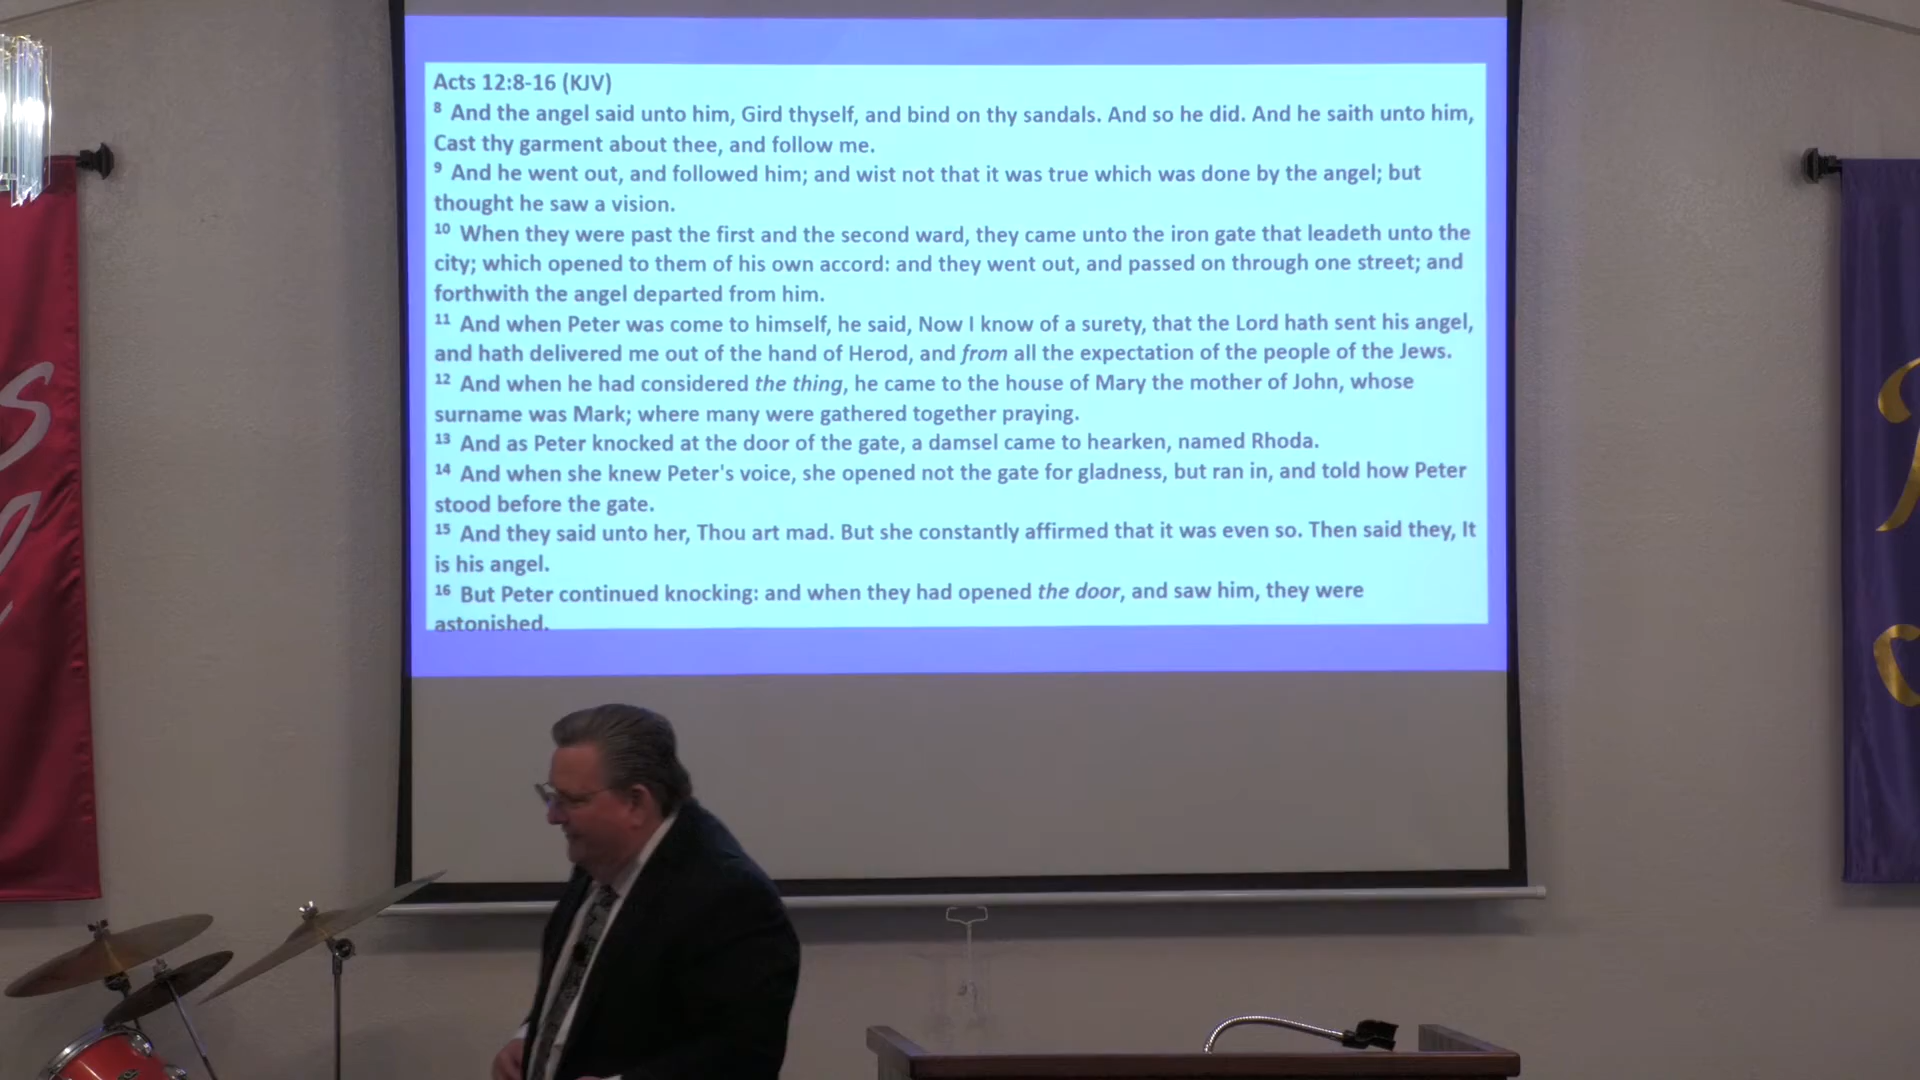 Acts 12:8-16 (KJV)
8 And the angel said unto him, Gird thyself, and bind on thy sandals. And so he did. And he saith unto him,
Cast thy garment about thee, and follow me.
9 And he went out, and followed him; and wist not that it was true which was done by the angel; but
thought he saw a vision.
10 When they were past the first and the second ward, they came unto the iron gate that leadeth unto the
city; which opened to them of his own accord: and they went out, and passed on through one street; and
forthwith the angel departed from him.
11 And when Peter was come to himself, he said, Now I know of a surety, that the Lord hath sent his angel,
and hath delivered me out of the hand of Herod, and from all the expectation of the people of the Jews.
12 And when he had considered the thing, he came to the house of Mary the mother of John, whose
surname was Mark; where many were gathered together praying.
13 And as Peter knocked at the door of the gate, a damsel came to hearken, named Rhoda.
14 And when she knew Peter's voice, she opened not the gate for gladness, but ran in, and told how Peter
stood before the gate.
15 And they said unto her, Thou art mad. But she constantly affirmed that it was even so. Then said they, It
is his angel.
16 But Peter continued knocking: and when they had opened the door, and saw him, they were
astonished.